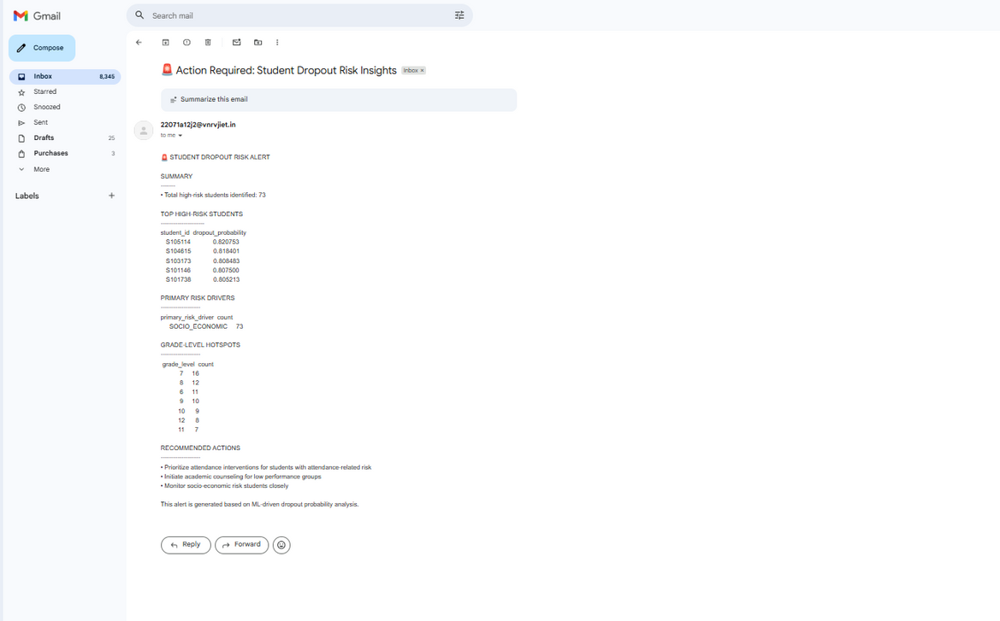 Gmail
Search mail
Compose
Inbox 8,345
Starred
Snoozed
Sent
Drafts 25
Purchases 3
More
Labels +
🚨 Action Required: Student Dropout Risk Insights Inbox x
Summarize this email
22071a12j2@vnrvjiet.in
to me
🚨 STUDENT DROPOUT RISK ALERT
SUMMARY
-------
• Total high-risk students identified: 73
TOP HIGH-RISK STUDENTS
----------------------
student_id dropout_probability
S105114 0.820753
S104615 0.818401
S103173 0.808483
S101146 0.807500
S101738 0.805213
PRIMARY RISK DRIVERS
--------------------
primary_risk_driver count
SOCIO_ECONOMIC 73
GRADE-LEVEL HOTSPOTS
--------------------
grade_level count
7 16
8 12
6 11
9 10
10 9
12 8
11 7
RECOMMENDED ACTIONS
--------------------
• Prioritize attendance interventions for students with attendance-related risk
• Initiate academic counseling for low performance groups
• Monitor socio-economic risk students closely
This alert is generated based on ML-driven dropout probability analysis.
Reply Forward